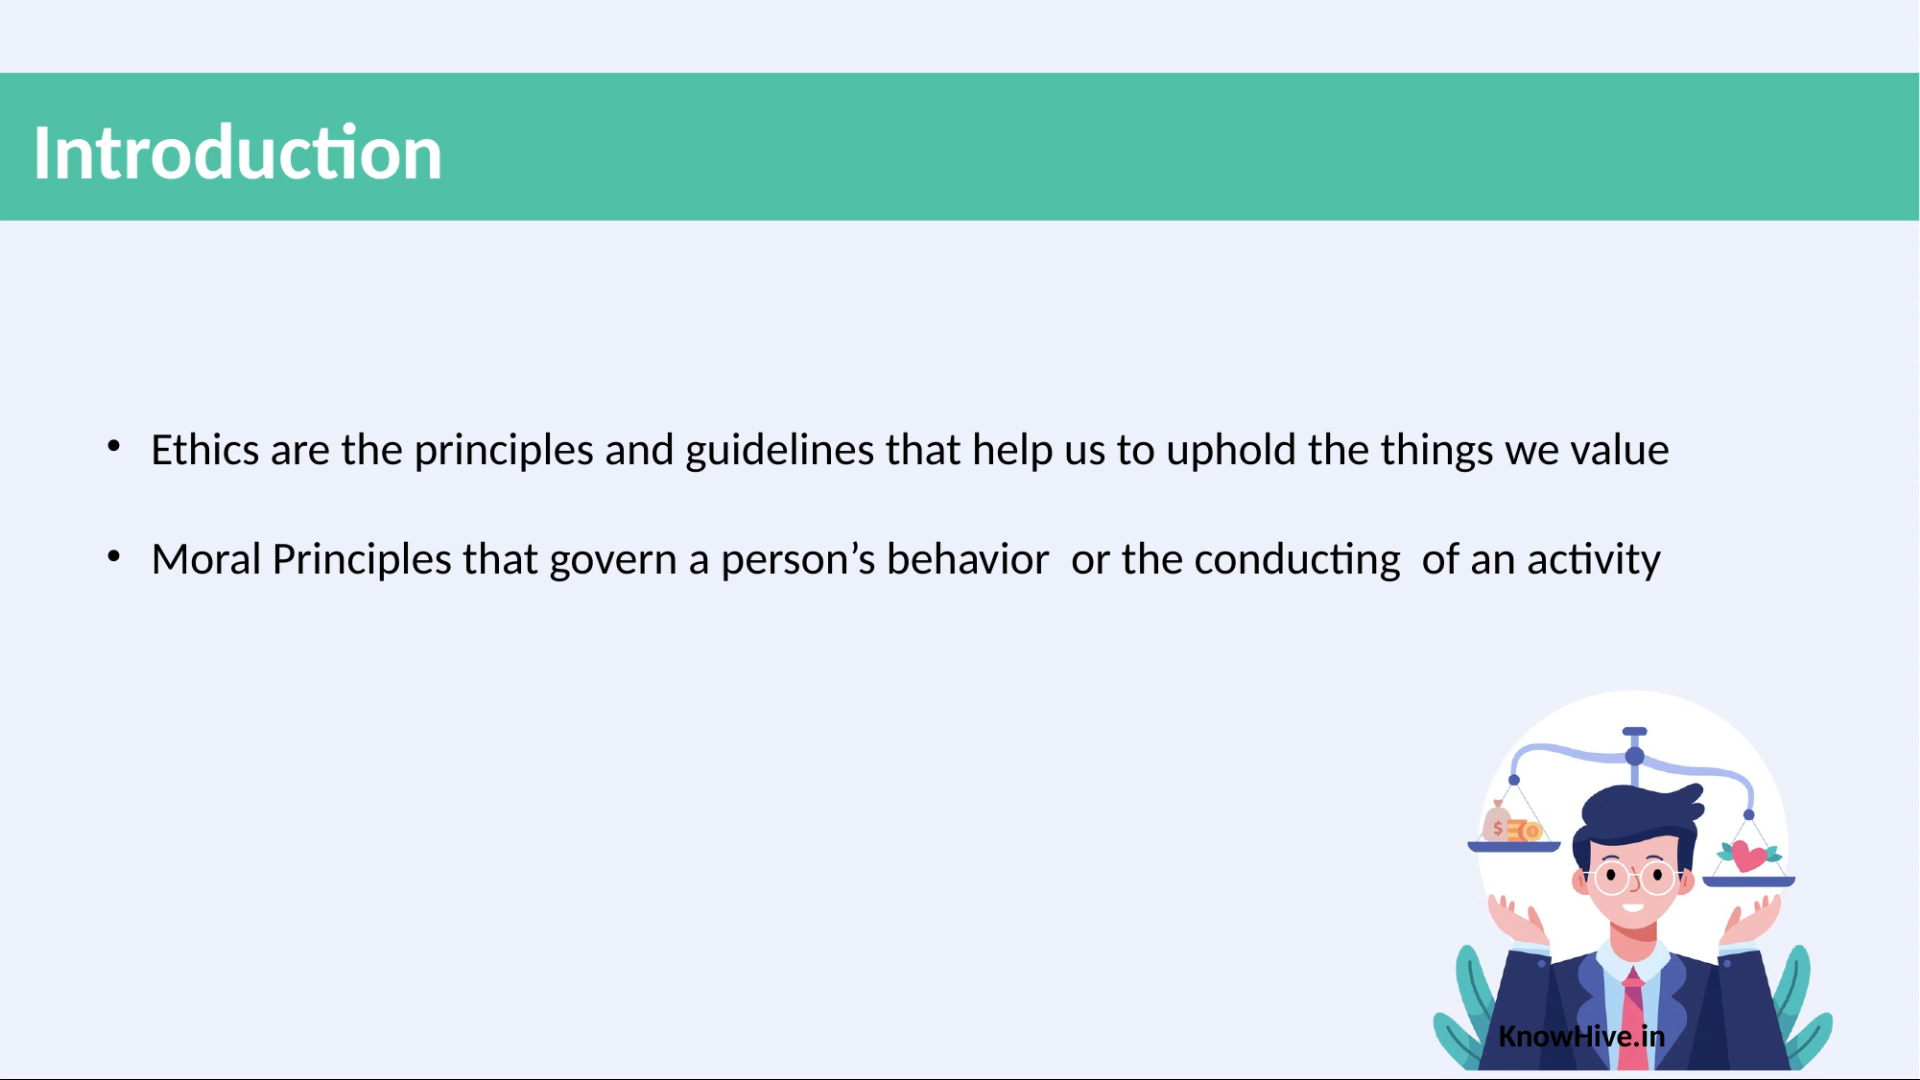 Introduction
• Ethics are the principles and guidelines that help us to uphold the things we value
• Moral Principles that govern a person’s behavior  or the conducting  of an activity
$
KnowHive.in